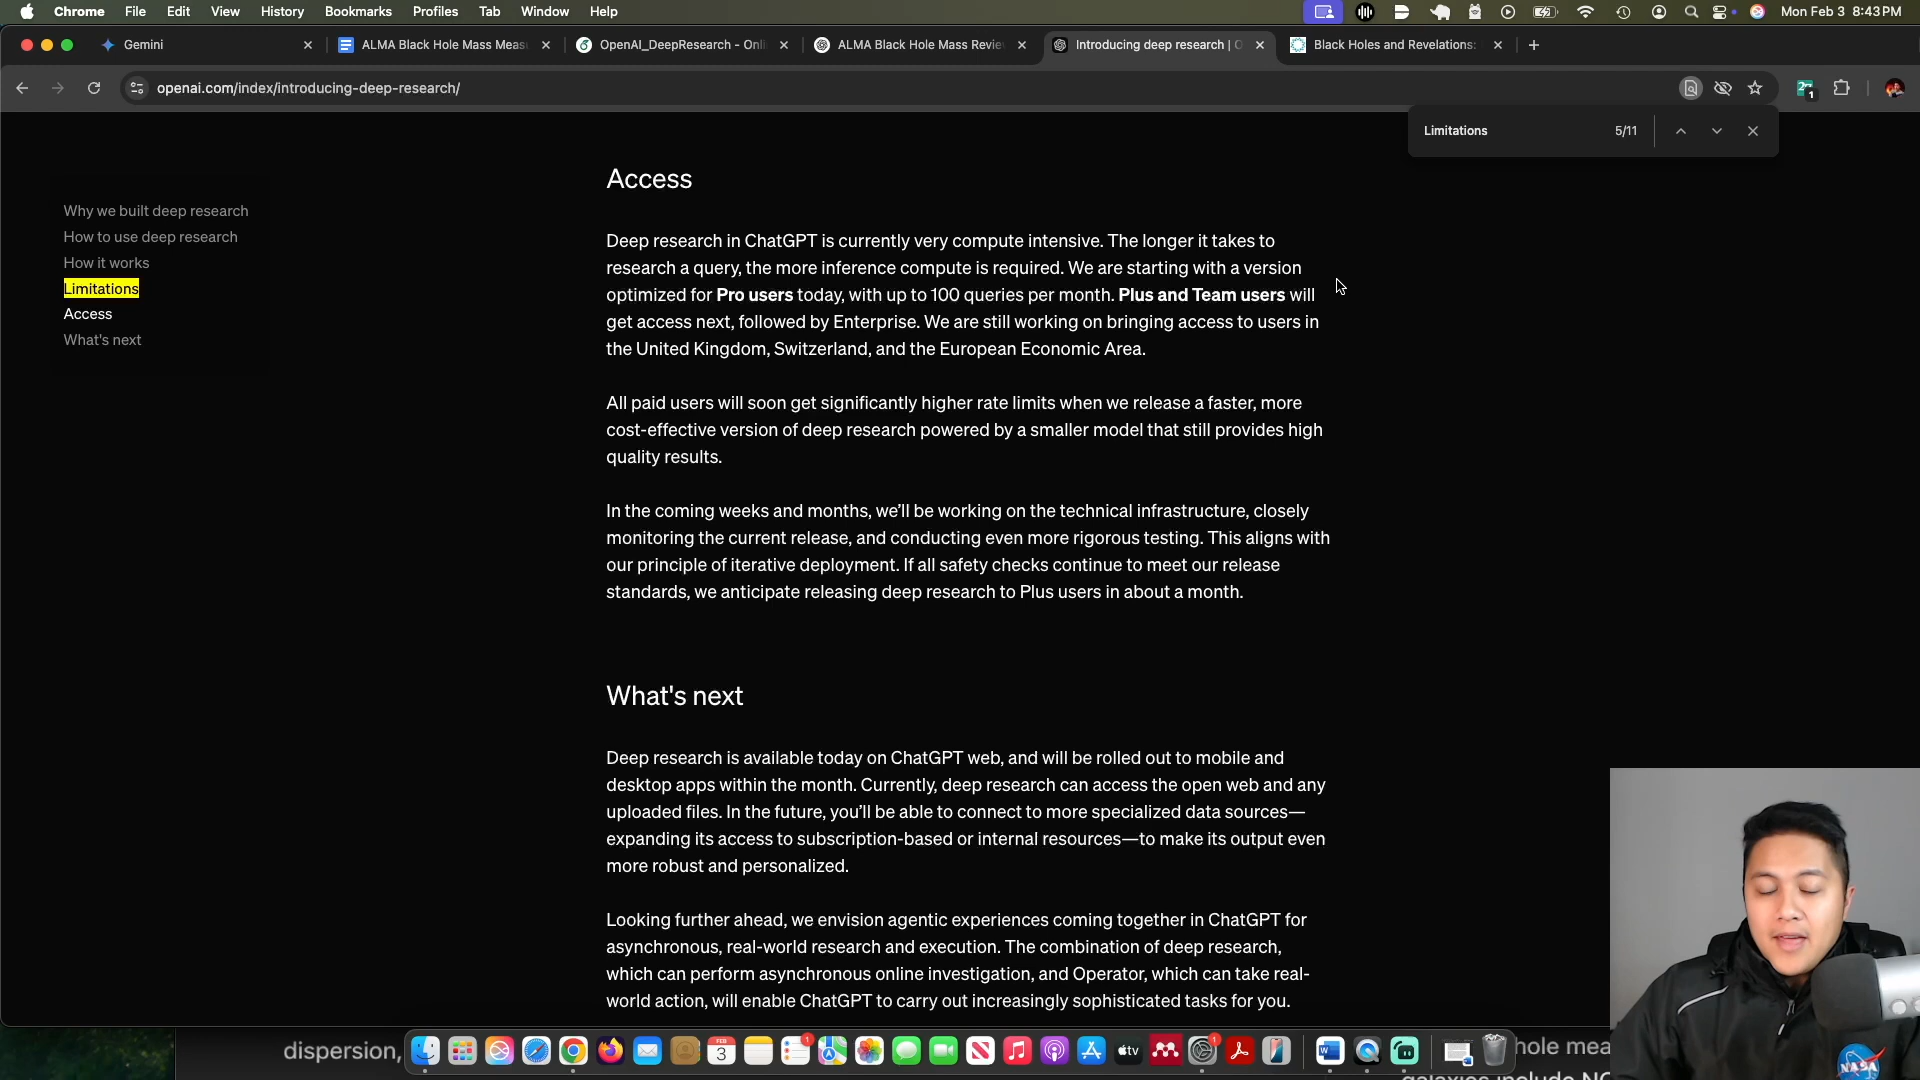 Chrome File Edit View History Bookmarks Profiles Tab Window Help Mon Feb 3 8:43PM
Gemini ALMA Black Hole Mass Meas OpenAI_DeepResearch - Onli ALMA Black Hole Mass Revie Introducing deep research | O Black Holes and Revelations:
openai.com/index/introducing-deep-research/
1
Limitations 5/11
Why we built deep research
How to use deep research
How it works
Limitations
Access
What's next
Access
Deep research in ChatGPT is currently very compute intensive. The longer it takes to
research a query, the more inference compute is required. We are starting with a version
optimized for Pro users today, with up to 100 queries per month. Plus and Team users will
get access next, followed by Enterprise. We are still working on bringing access to users in
the United Kingdom, Switzerland, and the European Economic Area.
All paid users will soon get significantly higher rate limits when we release a faster, more
cost-effective version of deep research powered by a smaller model that still provides high
quality results.
In the coming weeks and months, we’ll be working on the technical infrastructure, closely
monitoring the current release, and conducting even more rigorous testing. This aligns with
our principle of iterative deployment. If all safety checks continue to meet our release
standards, we anticipate releasing deep research to Plus users in about a month.
What's next
Deep research is available today on ChatGPT web, and will be rolled out to mobile and
desktop apps within the month. Currently, deep research can access the open web and any
uploaded files. In the future, you’ll be able to connect to more specialized data sources—
expanding its access to subscription-based or internal resources—to make its output even
more robust and personalized.
Looking further ahead, we envision agentic experiences coming together in ChatGPT for
asynchronous, real-world research and execution. The combination of deep research,
which can perform asynchronous online investigation, and Operator, which can take real-
world action, will enable ChatGPT to carry out increasingly sophisticated tasks for you.
dispersion,
FEB
3
1
tv
1
hole mea
galaxies include NG
NASA